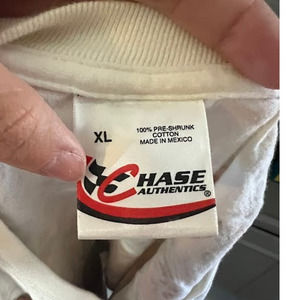 XL
100% PRE-SHRUNK
COTTON
MADE IN MEXICO
CHASE
AUTHENTICS®